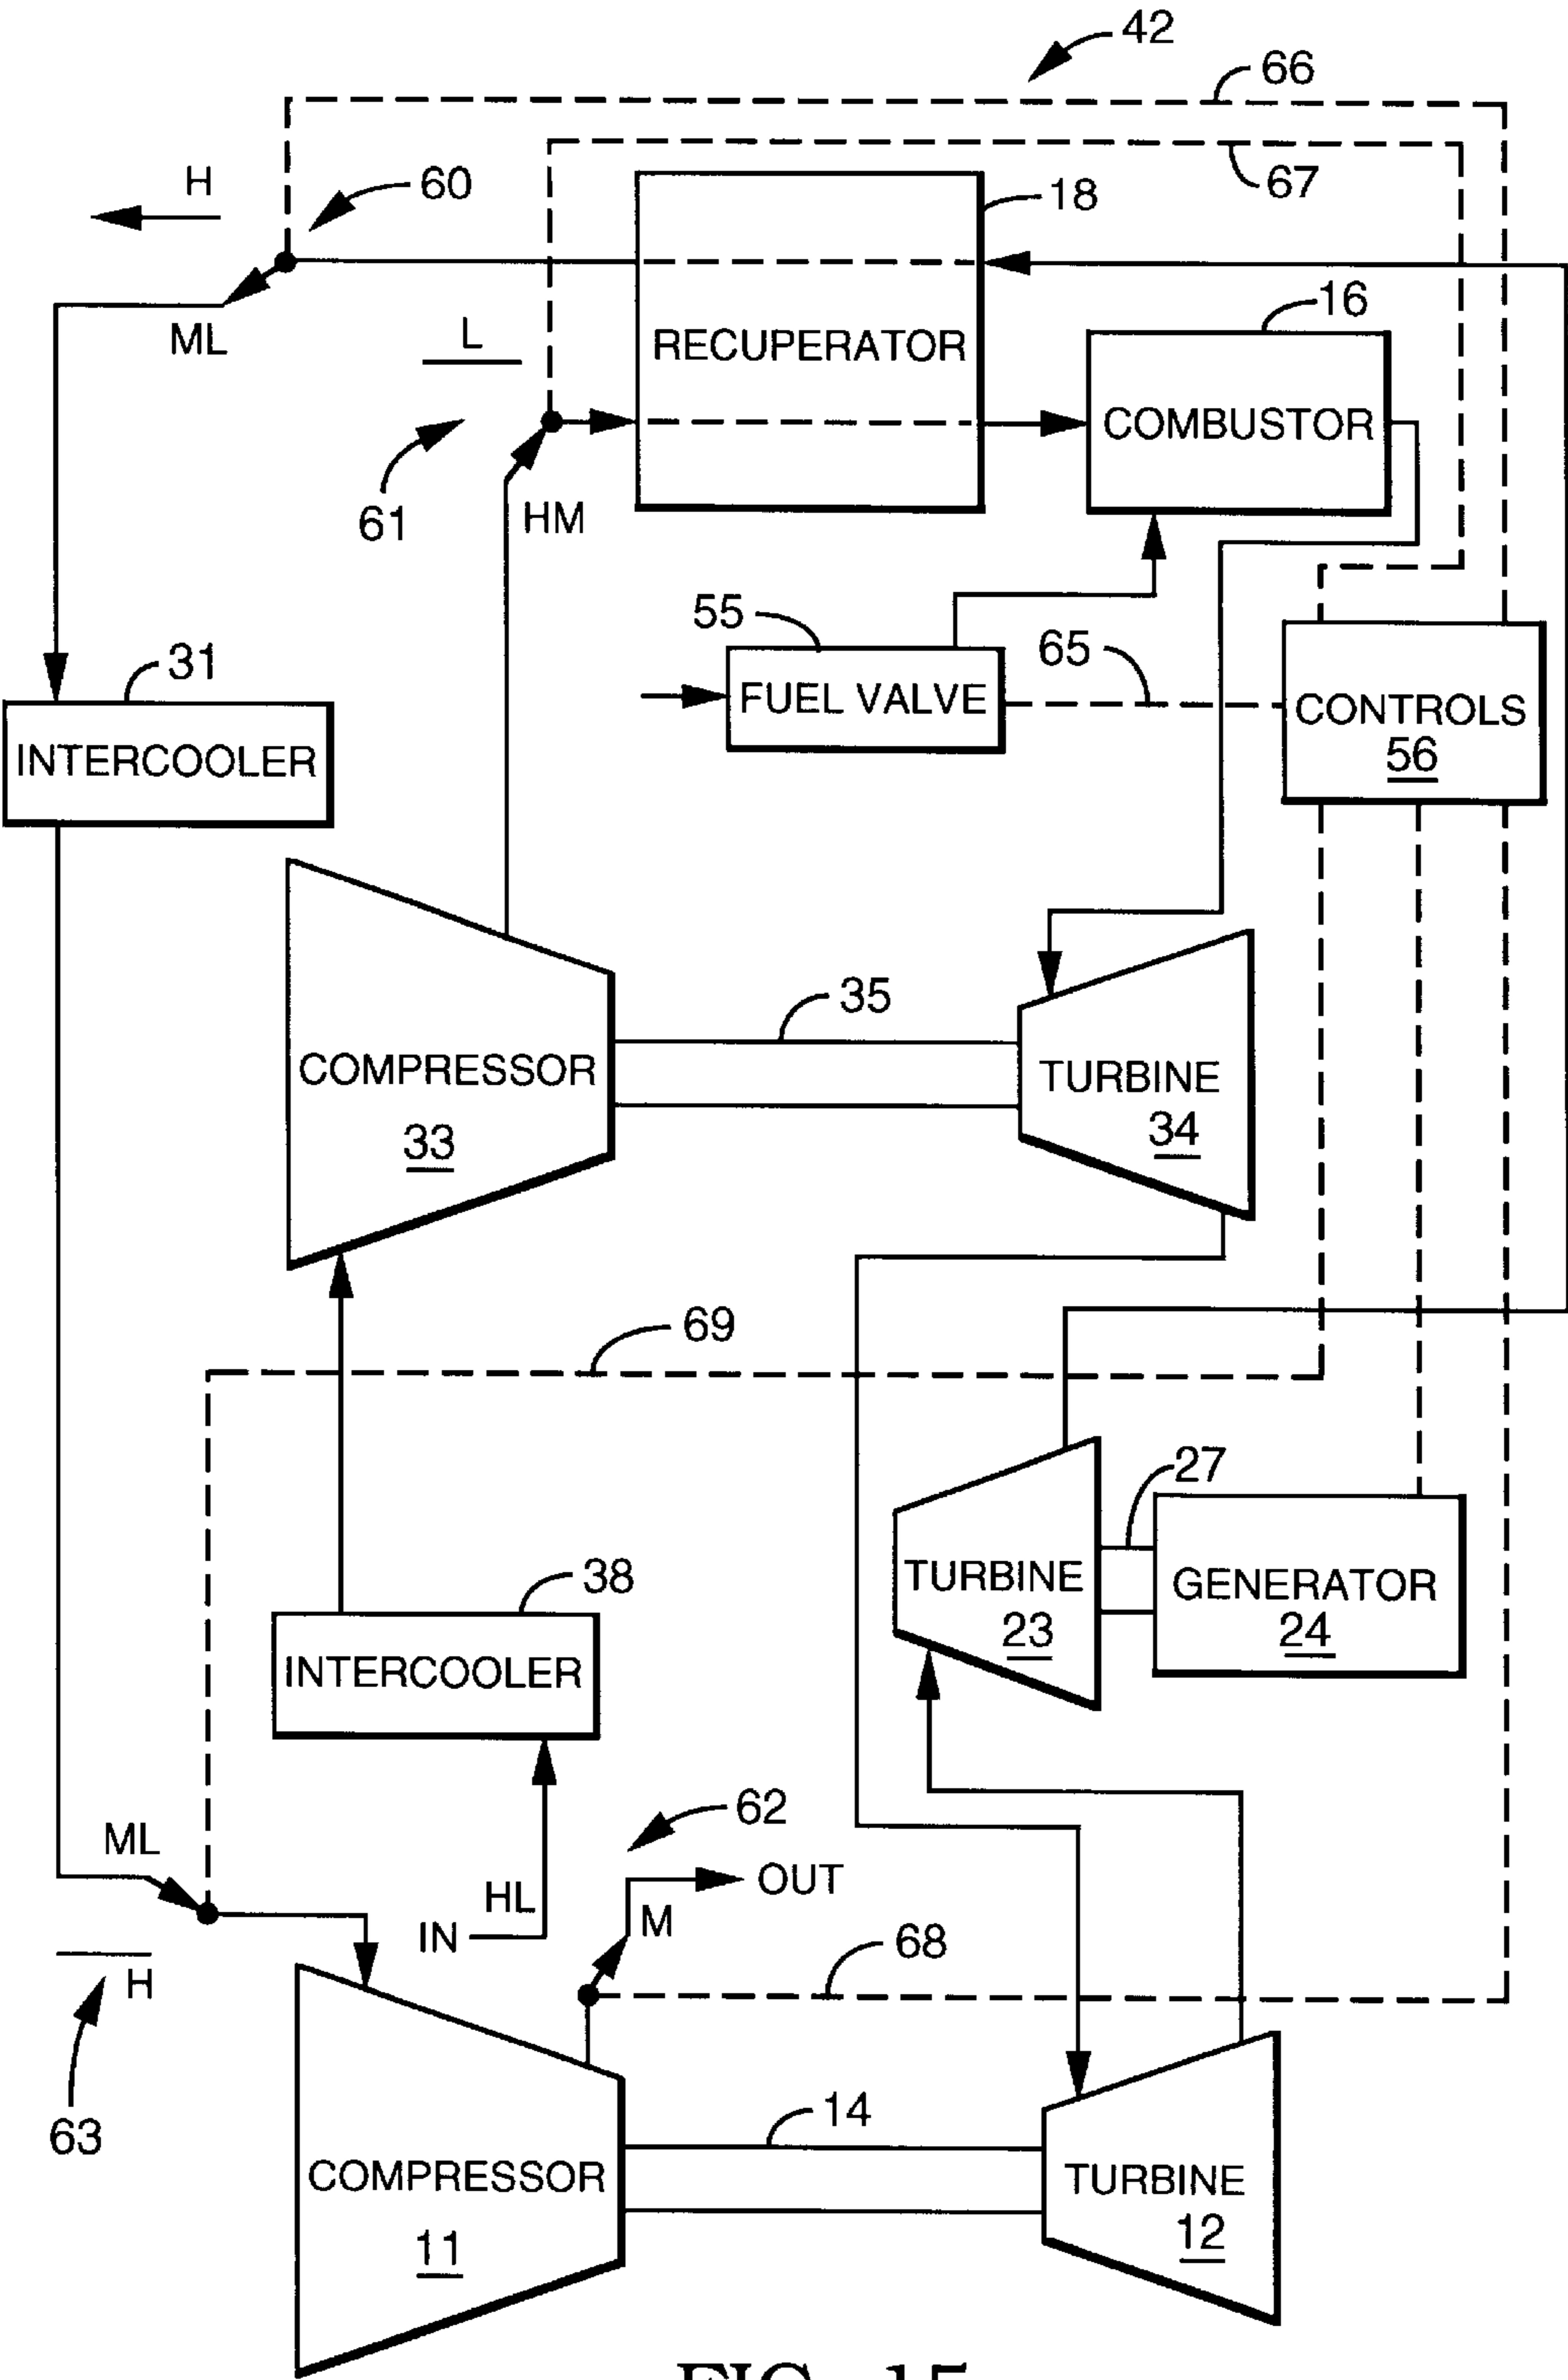 42
66
67
H
60
18
ML
L
RECUPERATOR
16
COMBUSTOR
61
HM
55
65
FUEL VALVE
CONTROLS
56
31
INTERCOOLER
35
COMPRESSOR
33
TURBINE
34
69
27
TURBINE
23
GENERATOR
24
38
INTERCOOLER
62
ML
HL
IN
OUT
M
68
H
63
14
COMPRESSOR
11
TURBINE
12
FIG. 15